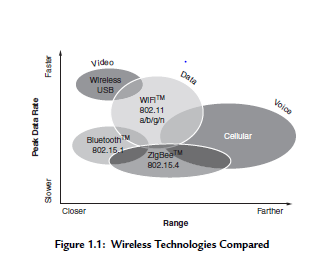 Faster
Peak Data Rate
Slower
Video
Data
Voice
Wireless
USB
WiFi™
802.11
a/b/g/n
Bluetooth™
802.15.1
ZigBee™
802.15.4
Cellular
Closer
Farther
Range
Figure 1.1: Wireless Technologies Compared